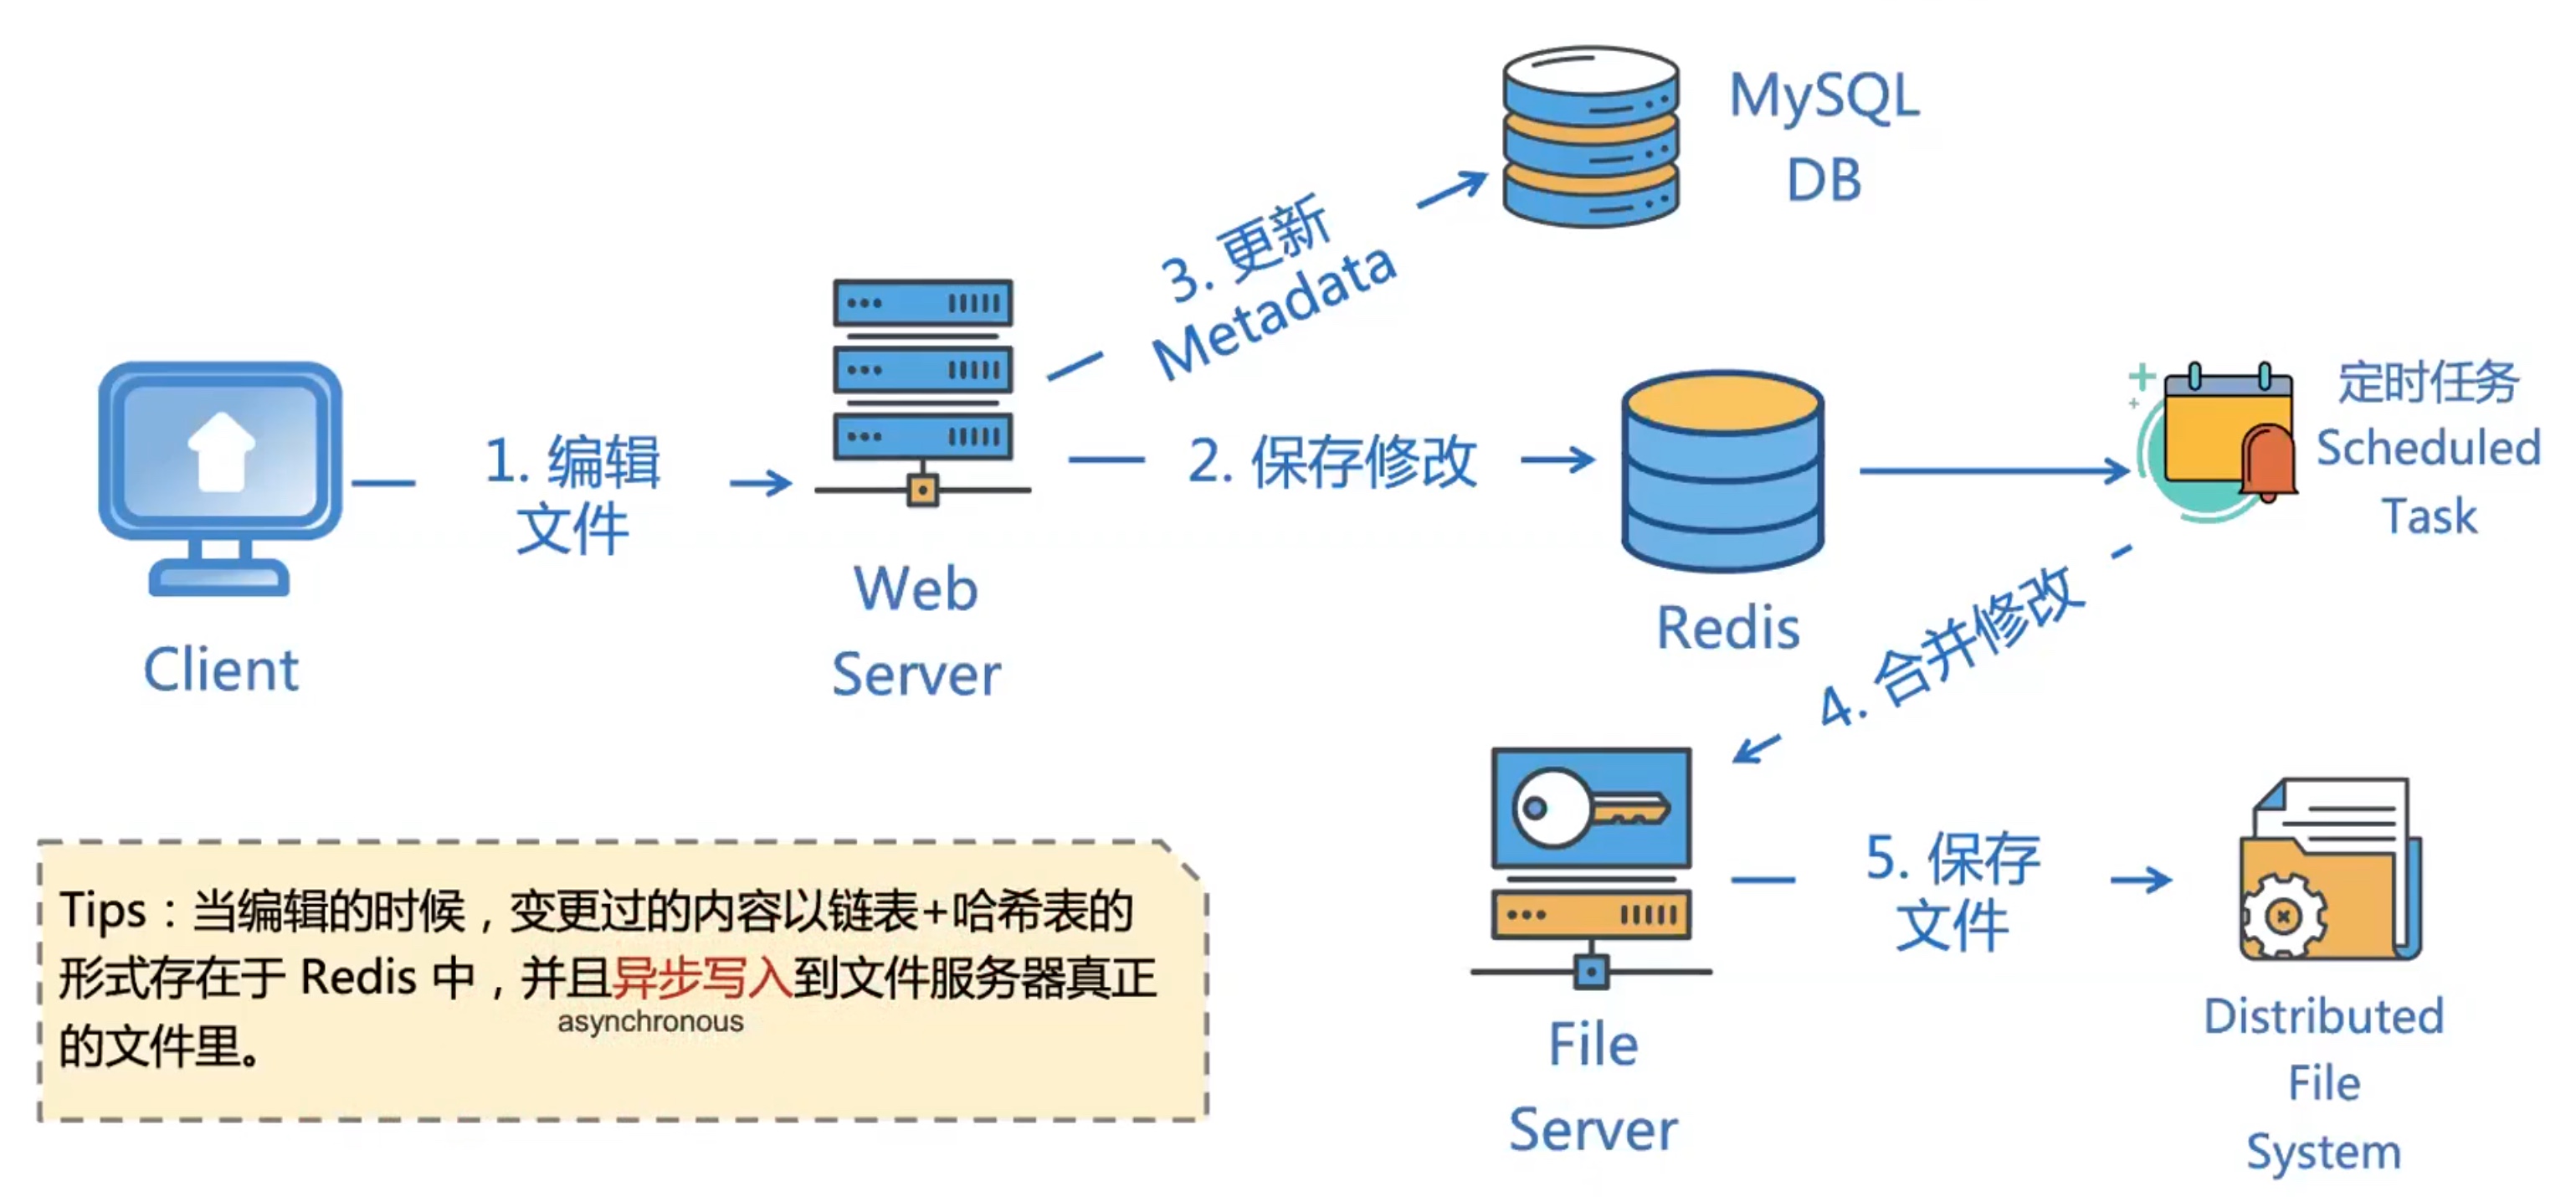 MySQL
DB
3. 更新
Metadata
1. 编辑
文件
2. 保存修改
定时任务
Scheduled
Task
Client
Web
Server
Redis
4. 合并修改
Tips：当编辑的时候，变更过的内容以链表+哈希表的
形式存在于 Redis 中，并且异步写入到文件服务器真正
asynchronous
的文件里。
File
Server
5. 保存
文件
Distributed
File
System